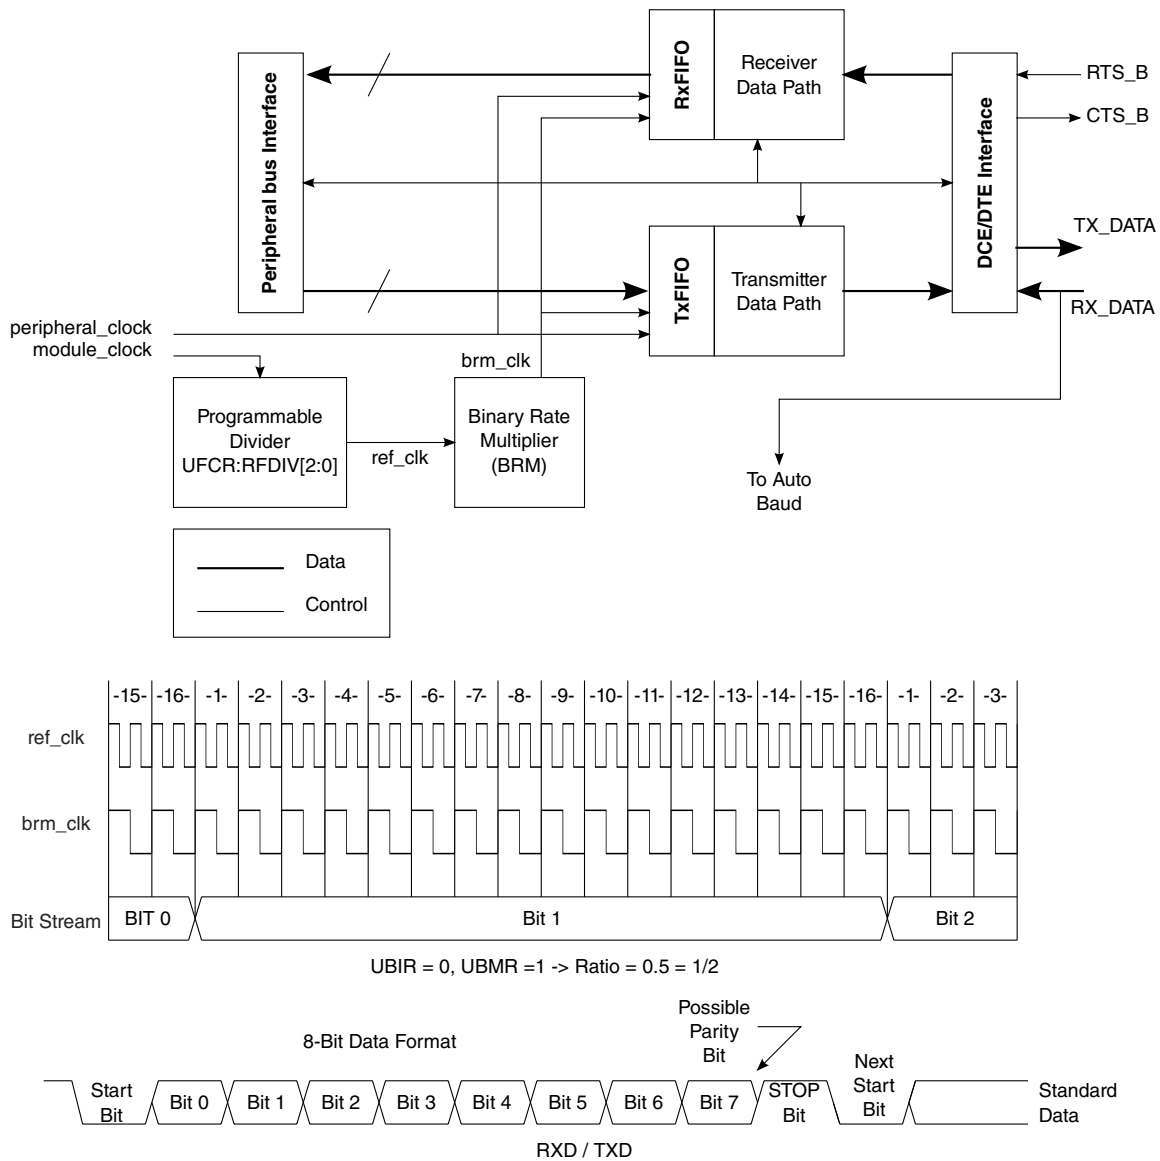 RxFIFO
Receiver
Data Path
Peripheral bus Interface
DCE/DTE Interface
RTS_B
CTS_B
TX_DATA
RX_DATA
TxFIFO
Transmitter
Data Path
peripheral_clock
module_clock
brm_clk
Programmable
Divider
UFCR:RFDIV[2:0]
ref_clk
Binary Rate
Multiplier
(BRM)
To Auto
Baud
Data
Control
-15- -16- -1- -2- -3- -4- -5- -6- -7- -8- -9- -10- -11- -12- -13- -14- -15- -16- -1- -2- -3-
ref_clk
brm_clk
Bit Stream BIT 0 Bit 1 Bit 2
UBIR = 0, UBMR =1 -> Ratio = 0.5 = 1/2
8-Bit Data Format
Possible
Parity
Bit
Start
Bit
Bit 0 Bit 1 Bit 2 Bit 3 Bit 4 Bit 5 Bit 6 Bit 7
STOP
Bit
Next
Start
Bit
Standard
Data
RXD / TXD